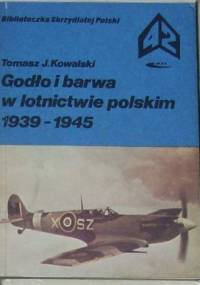 Biblioteczka Skrzydlatej Polski
42
Tomasz J. Kowalski
Godło i barwa
w lotnictwie polskim
1939-1945
X SZ